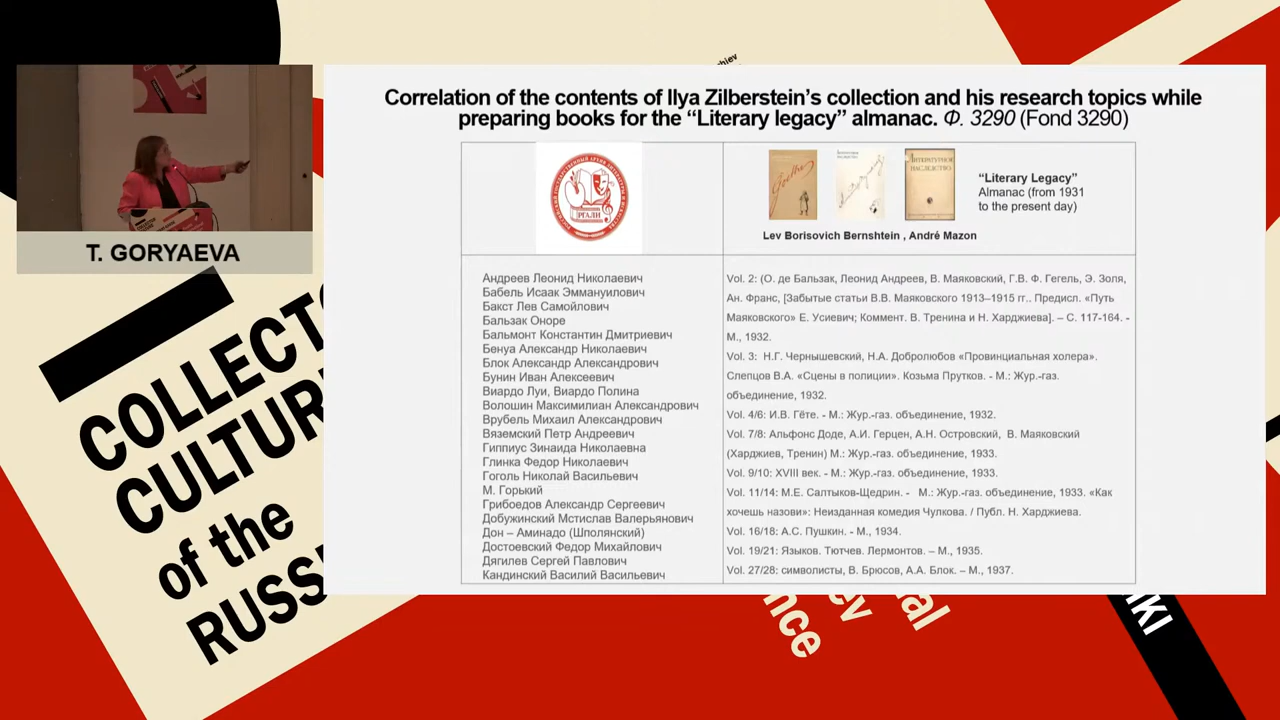 Correlation of the contents of Ilya Zilberstein’s collection and his research topics while
preparing books for the “Literary legacy” almanac. Ф. 3290 (Fond 3290)
РГАЛИ
Goethe
ЛИТЕРАТУРНОЕ
НАСЛЕДСТВО
“Literary Legacy”
Almanac (from 1931
to the present day)
Lev Borisovich Bernshtein , André Mazon
Андреев Леонид Николаевич
Бабель Исаак Эммануилович
Бакст Лев Самойлович
Бальзак Оноре
Бальмонт Константин Дмитриевич
Бенуа Александр Николаевич
Блок Александр Александрович
Бунин Иван Алексеевич
Виардо Луи, Виардо Полина
Волошин Максимилиан Александрович
Врубель Михаил Александрович
Вяземский Петр Андреевич
Гиппиус Зинаида Николаевна
Глинка Федор Николаевич
Гоголь Николай Васильевич
М. Горький
Грибоедов Александр Сергеевич
Добужинский Мстислав Валерьянович
Дон – Аминадо (Шполянский)
Достоевский Федор Михайлович
Дягилев Сергей Павлович
Кандинский Василий Васильевич
Vol. 2: (О. де Бальзак, Леонид Андреев, В. Маяковский, Г.В. Ф. Гегель, Э. Золя,
Ан. Франс, [Забытые статьи В.В. Маяковского 1913–1915 гг.. Предисл. «Путь
Маяковского» Е. Усиевич; Коммент. В. Тренина и Н. Харджиева]. – С. 117-164. -
М., 1932.
Vol. 3: Н.Г. Чернышевский, Н.А. Добролюбов «Провинциальная холера».
Слепцов В.А. «Сцены в полиции». Козьма Прутков. - М.: Жур.-газ.
объединение, 1932.
Vol. 4/6: И.В. Гёте. - М.: Жур.-газ. объединение, 1932.
Vol. 7/8: Альфонс Доде, А.И. Герцен, А.Н. Островский, В. Маяковский
(Харджиев, Тренин) М.: Жур.-газ. объединение, 1933.
Vol. 9/10: XVIII век. - М.: Жур.-газ. объединение, 1933.
Vol. 11/14: М.Е. Салтыков-Щедрин. - М.: Жур.-газ. объединение, 1933. «Как
хочешь назови»: Неизданная комедия Чулкова. / Публ. Н. Харджиева.
Vol. 16/18: А.С. Пушкин. - М., 1934.
Vol. 19/21: Языков. Тютчев. Лермонтов. – М., 1935.
Vol. 27/28: символисты, В. Брюсов, А.А. Блок. – М., 1937.
T. GORYAEVA
COLLECT
CULTUR
of the
RUSS